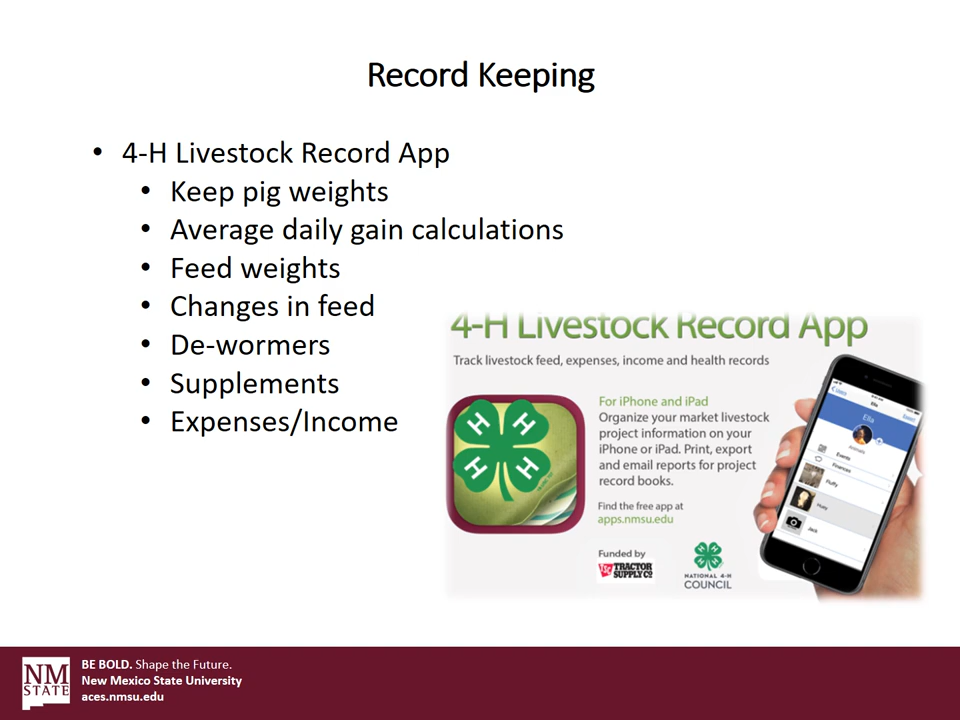 Record Keeping
• 4-H Livestock Record App
• Keep pig weights
• Average daily gain calculations
• Feed weights
• Changes in feed
• De-wormers
• Supplements
• Expenses/Income
4-H Livestock Record App
Track livestock feed, expenses, income and health records
For iPhone and iPad
Organize your market livestock
project information on your
iPhone or iPad. Print, export
and email reports for project
record books.
Find the free app at
apps.nmsu.edu
Funded by
TRACTOR
SUPPLY CO
NATIONAL 4-H
COUNCIL
H H
H H
Ella
Animals
Events
Finances
Fluffy
Huey
Jack
NM
STATE
BE BOLD. Shape the Future.
New Mexico State University
aces.nmsu.edu